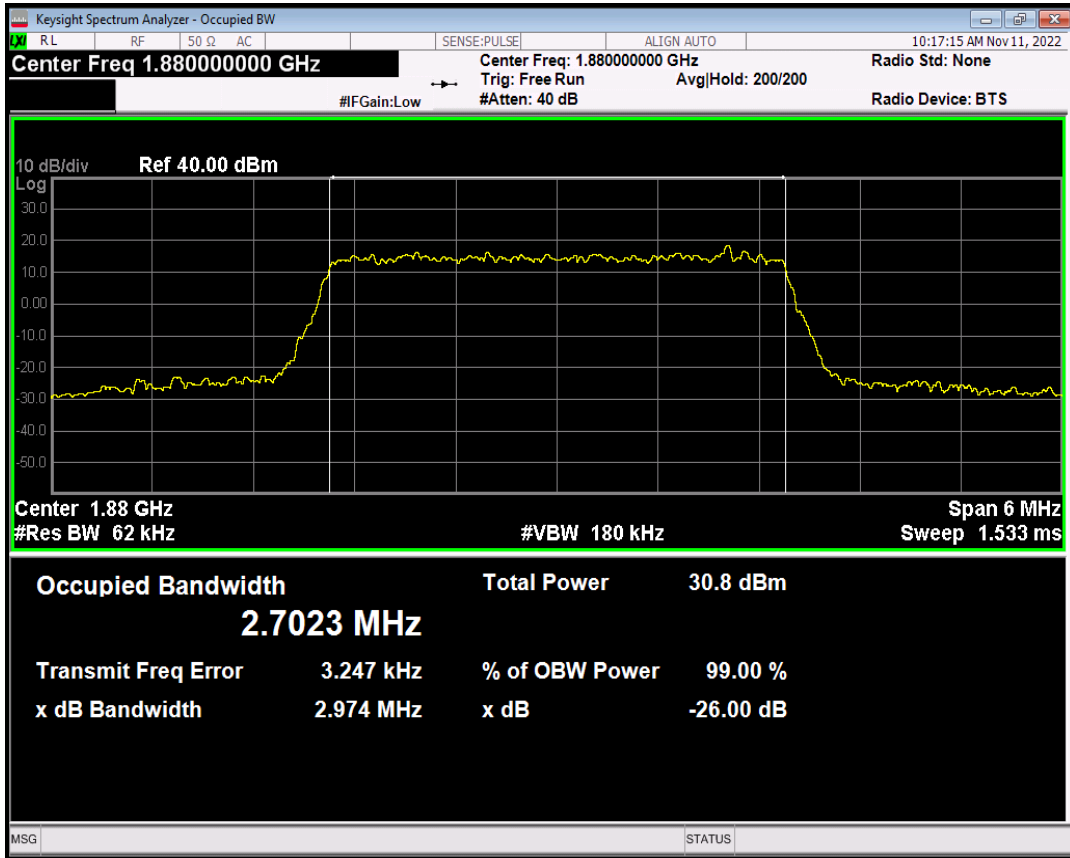 Keysight Spectrum Analyzer - Occupied BW
LXI RL RF 50 Ω AC SENSE:PULSE ALIGN AUTO 10:17:15 AM Nov 11, 2022
Center Freq 1.880000000 GHz Center Freq: 1.880000000 GHz Radio Std: None
Trig: Free Run Avg|Hold: 200/200
#IFGain:Low #Atten: 40 dB Radio Device: BTS
10 dB/div Ref 40.00 dBm
Log
30.0
20.0
10.0
0.00
-10.0
-20.0
-30.0
-40.0
-50.0
Center 1.88 GHz Span 6 MHz
#Res BW 62 kHz #VBW 180 kHz Sweep 1.533 ms
Occupied Bandwidth Total Power 30.8 dBm
2.7023 MHz
Transmit Freq Error 3.247 kHz % of OBW Power 99.00 %
x dB Bandwidth 2.974 MHz x dB -26.00 dB
MSG STATUS